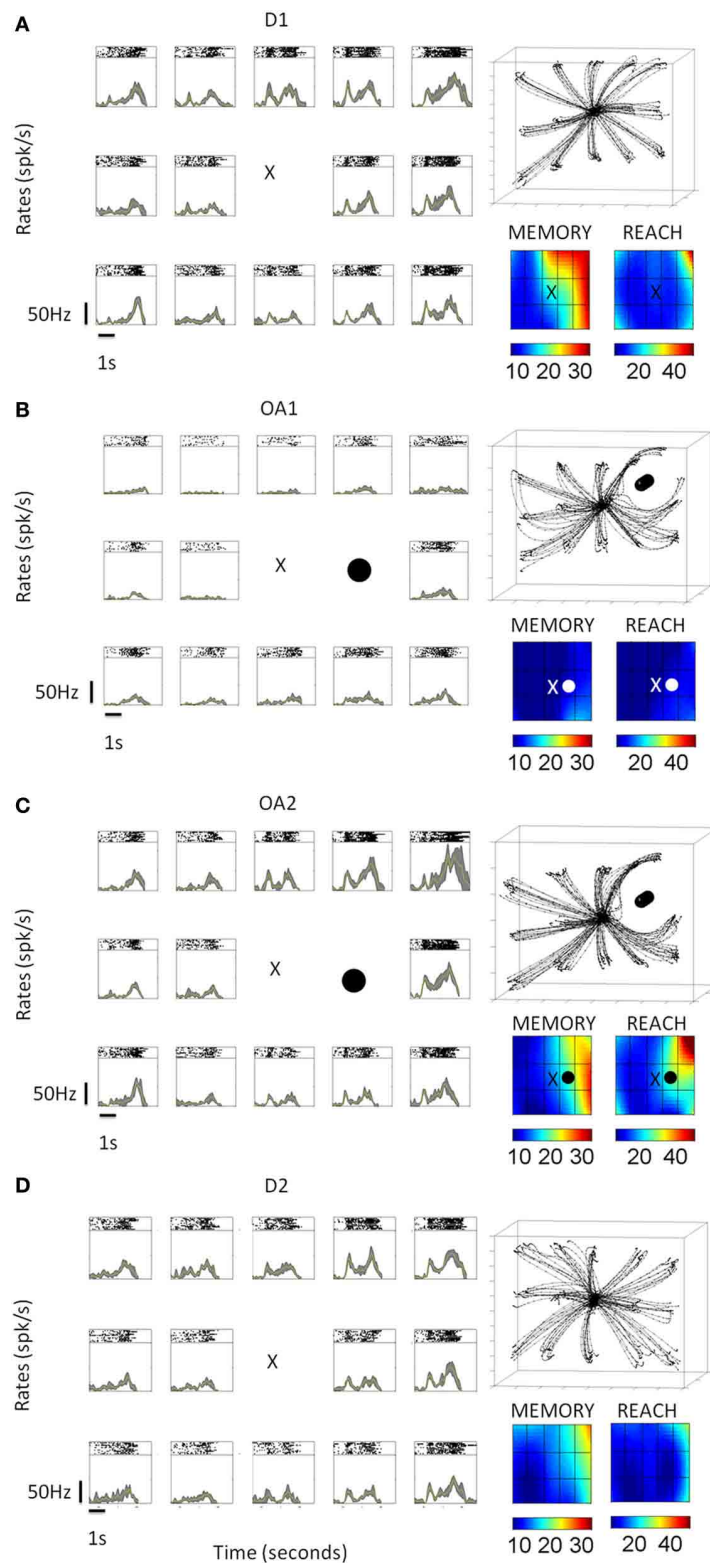 A
D1
Rates (spk/s)
X
50Hz
1s
MEMORY REACH
X X
10 20 30 20 40
B
OA1
Rates (spk/s)
X
50Hz
1s
MEMORY REACH
X X
10 20 30 20 40
C
OA2
Rates (spk/s)
X
50Hz
1s
MEMORY REACH
X X
10 20 30 20 40
D
D2
Rates (spk/s)
X
50Hz
1s
Time (seconds)
MEMORY REACH
10 20 30 20 40